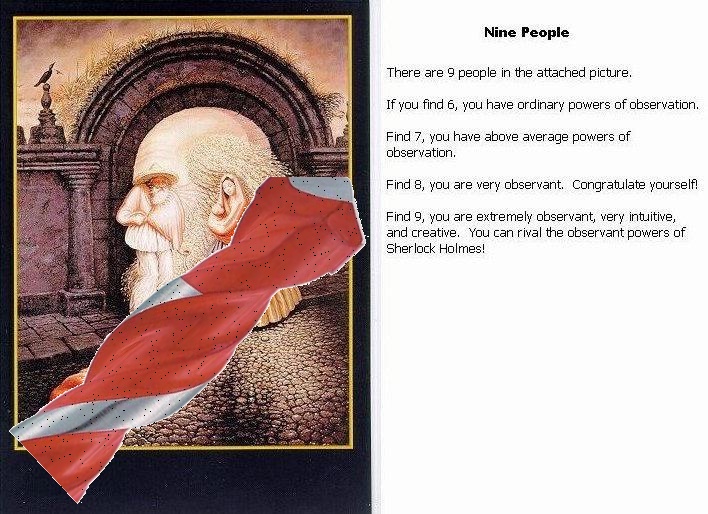 Nine People
There are 9 people in the attached picture.
If you find 6, you have ordinary powers of observation.
Find 7, you have above average powers of
observation.
Find 8, you are very observant.  Congratulate yourself!
Find 9, you are extremely observant, very intuitive,
and creative.  You can rival the observant powers of
Sherlock Holmes!